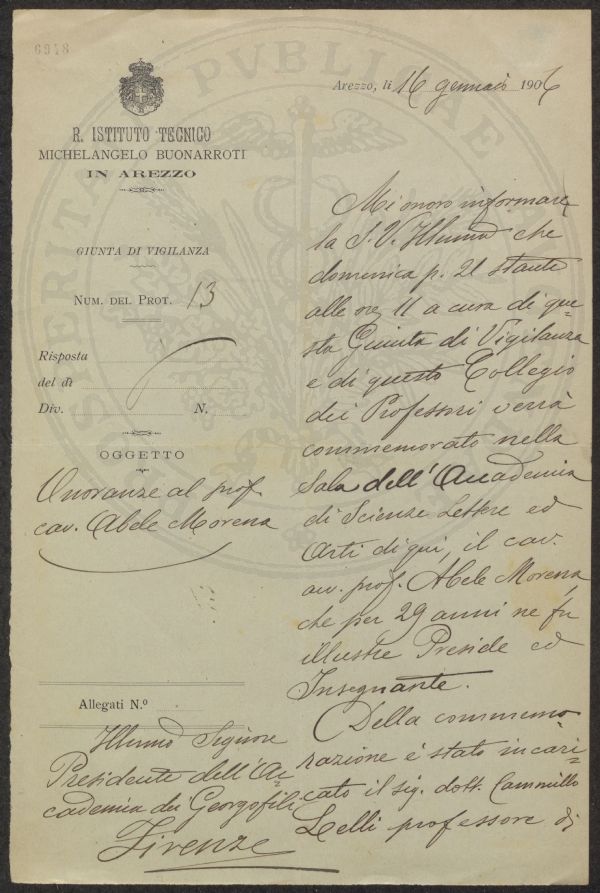 6948
PVBLICAE
PROSPERITATI
Arezzo, li 16 gennaio 1906
R. ISTITUTO TECNICO
MICHELANGELO BUONARROTI
IN AREZZO
GIUNTA DI VIGILANZA
NUM. DEL PROT. 13
Risposta
del dì
Div. N.
OGGETTO
Onoranze al prof.
cav. Abele Morena
Allegati N.º
Illmo Signore
Presidente dell'Ac-
cademia dei Georgofili
Firenze
Mi onoro informare
la S. V. Illma che
domenica p. 21 stante
alle ore 11 a cura di que-
sta Giunta di Vigilanza
e di questo Collegio
dei Professori verrà
commemorato nella
Sala dell'Accademia
di Scienze Lettere ed
Arti di qui, il cav.
avv. prof. Abele Morena,
che per 29 anni ne fu
illustre Preside ed
Insegnante.
Della commemo-
razione è stato incari-
cato il sig. dott. Cammillo
Lelli professore di